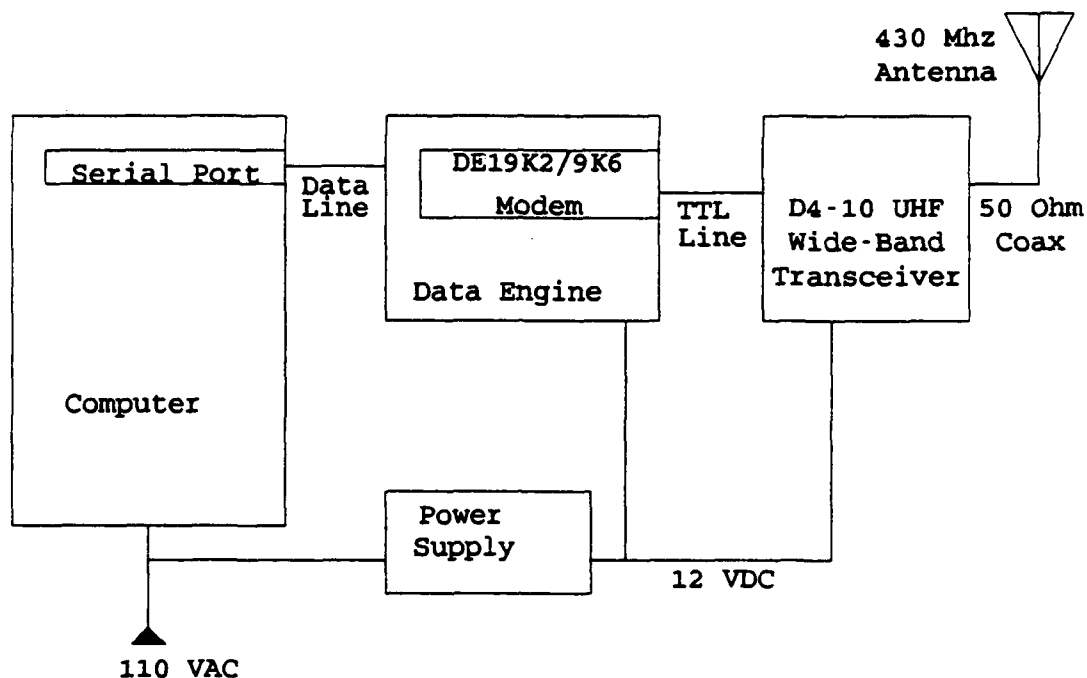 430 Mhz
Antenna
Serial Port
Data
Line
DE19K2/9K6
Modem
Data Engine
TTL
Line
D4-10 UHF
Wide-Band
Transceiver
50 Ohm
Coax
Computer
Power
Supply
12 VDC
110 VAC